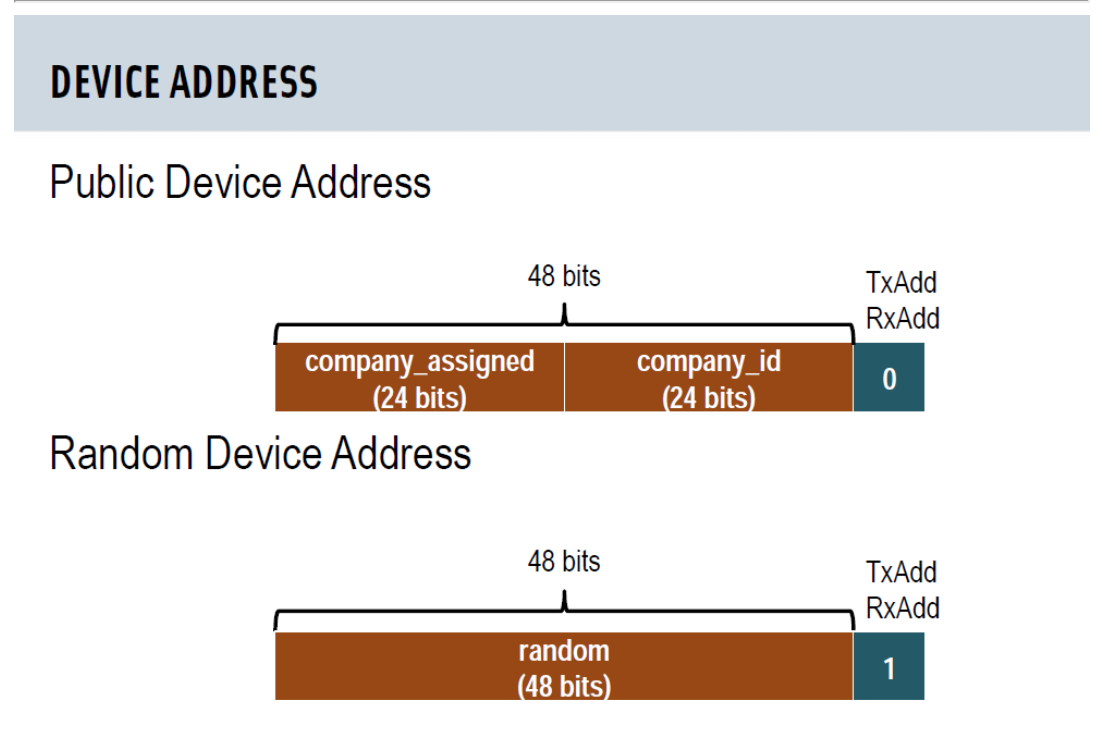 DEVICE ADDRESS
Public Device Address
48 bits
TxAdd
RxAdd
company_assigned
(24 bits)
company_id
(24 bits)
0
Random Device Address
48 bits
TxAdd
RxAdd
random
(48 bits)
1